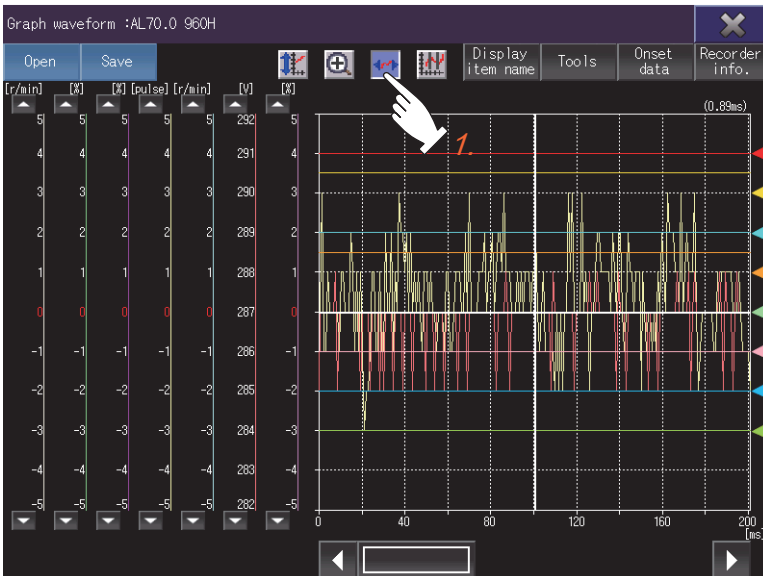 Graph waveform :AL70.0 960H
Open Save Display item name Tools Onset data Recorder info.
[r/min] [%] [%] [pulse] [r/min] [V] [%]
(0.89ms)
5 5 5 5 5 292 5
1.
4 4 4 4 4 291 4
3 3 3 3 3 290 3
2 2 2 2 2 289 2
1 1 1 1 1 288 1
0 0 0 0 0 287 0
-1 -1 -1 -1 -1 286 -1
-2 -2 -2 -2 -2 285 -2
-3 -3 -3 -3 -3 284 -3
-4 -4 -4 -4 -4 283 -4
-5 -5 -5 -5 -5 282 -5
0 40 80 120 160 200
[ms]